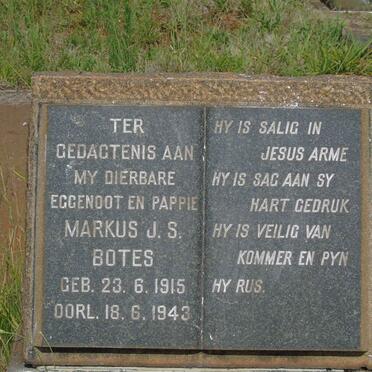 TER
GEDAGTENIS AAN
MY DIERBARE
EGGENOOT EN PAPPIE
MARKUS J. S.
BOTES
GEB. 23. 6. 1915
OORL. 18. 6. 1943
HY IS SALIG IN
JESUS ARME
HY IS SAG AAN SY
HART GEDRUK
HY IS VEILIG VAN
KOMMER EN PYN
HY RUS.